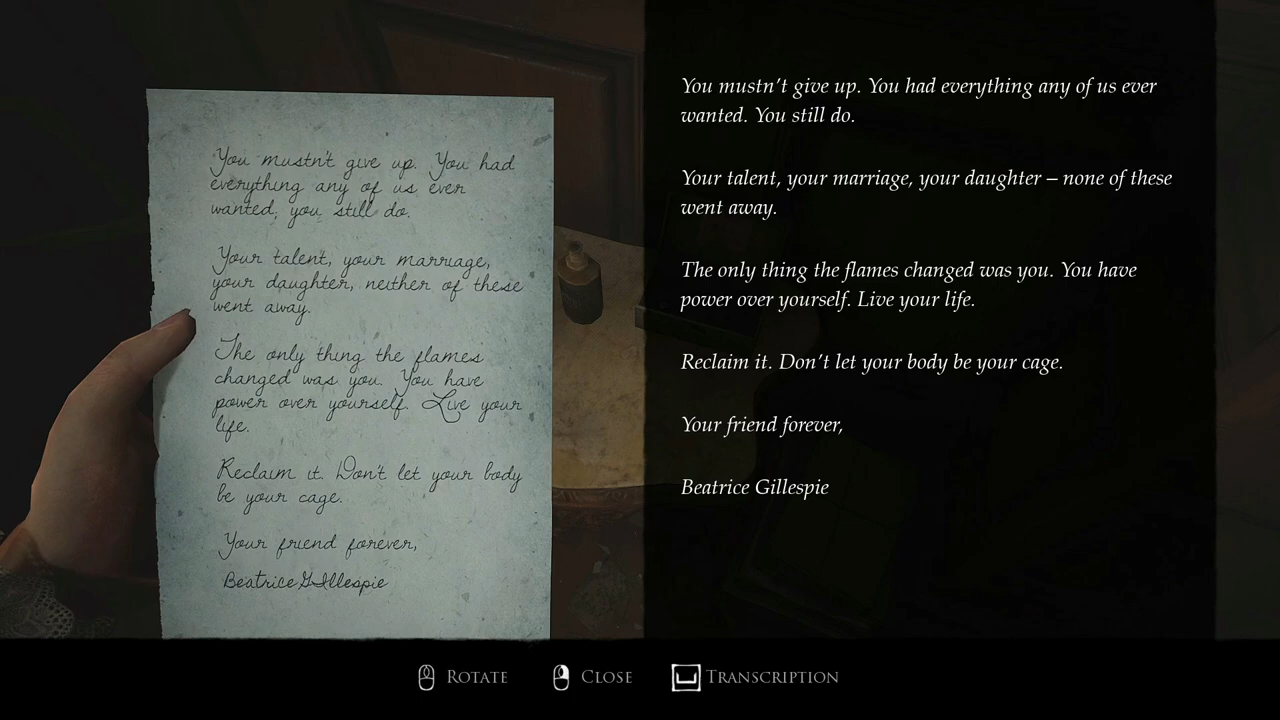 You mustn't give up. You had
everything any of us ever
wanted, you still do.
Your talent, your marriage,
your daughter, neither of these
went away.
The only thing the flames
changed was you. You have
power over yourself. Live your
life.
Reclaim it. Don't let your body
be your cage.
Your friend forever,
Beatrice Gillespie
You mustn't give up. You had everything any of us ever
wanted. You still do.
Your talent, your marriage, your daughter – none of these
went away.
The only thing the flames changed was you. You have
power over yourself. Live your life.
Reclaim it. Don't let your body be your cage.
Your friend forever,
Beatrice Gillespie
Rotate Close Transcription